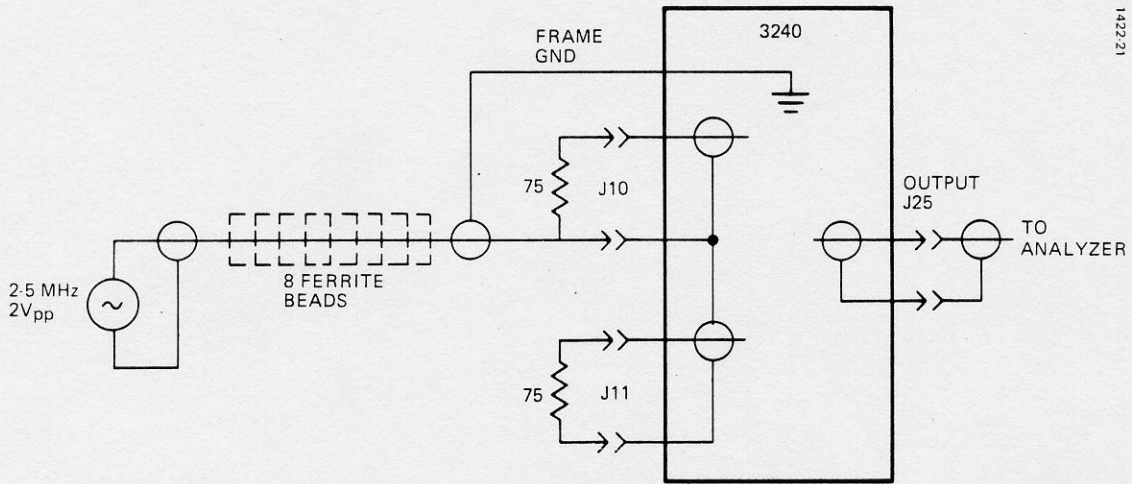 1422-21
FRAME
GND
3240
75
J10
OUTPUT
J25
TO
ANALYZER
8 FERRITE
BEADS
2-5 MHz
2Vpp
75
J11